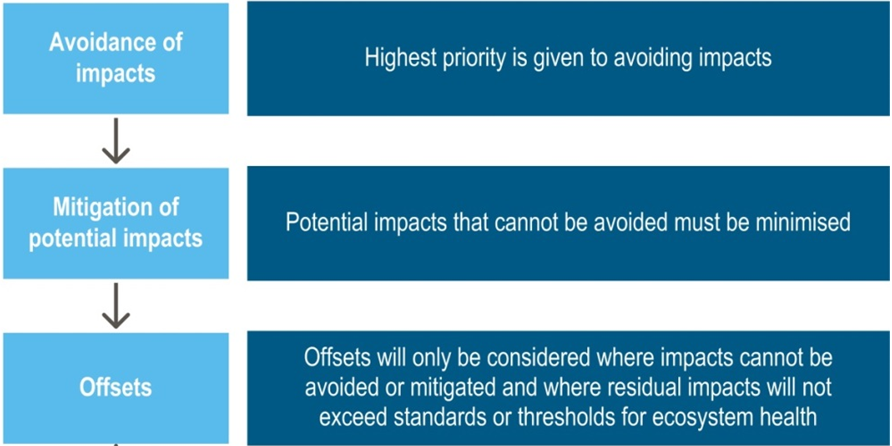 Avoidance of
impacts
Highest priority is given to avoiding impacts
Mitigation of
potential impacts
Potential impacts that cannot be avoided must be minimised
Offsets
Offsets will only be considered where impacts cannot be
avoided or mitigated and where residual impacts will not
exceed standards or thresholds for ecosystem health